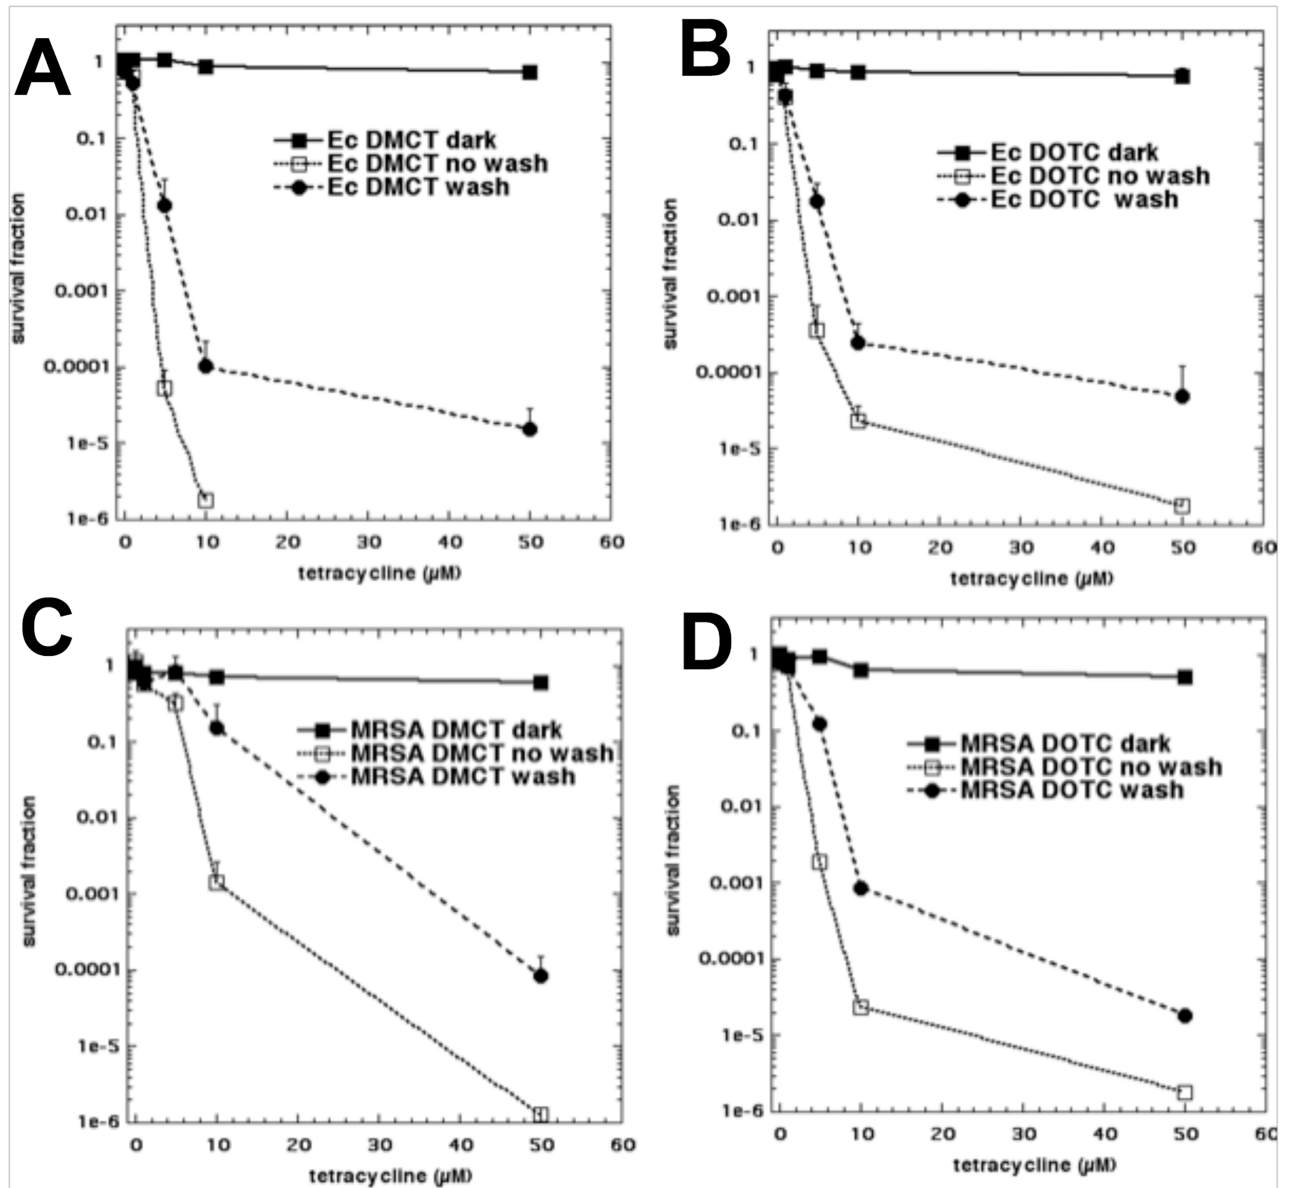 A
1
0.1
0.01
0.001
0.0001
1e-5
1e-6
survival fraction
Ec DMCT dark
Ec DMCT no wash
Ec DMCT wash
0 10 20 30 40 50 60
tetracycline (µM)
B
1
0.1
0.01
0.001
0.0001
1e-5
1e-6
survival fraction
Ec DOTC dark
Ec DOTC no wash
Ec DOTC wash
0 10 20 30 40 50 60
tetracycline (µM)
C
1
0.1
0.01
0.001
0.0001
1e-5
1e-6
survival fraction
MRSA DMCT dark
MRSA DMCT no wash
MRSA DMCT wash
0 10 20 30 40 50 60
tetracycline (µM)
D
1
0.1
0.01
0.001
0.0001
1e-5
1e-6
survival fraction
MRSA DOTC dark
MRSA DOTC no wash
MRSA DOTC wash
0 10 20 30 40 50 60
tetracycline (µM)